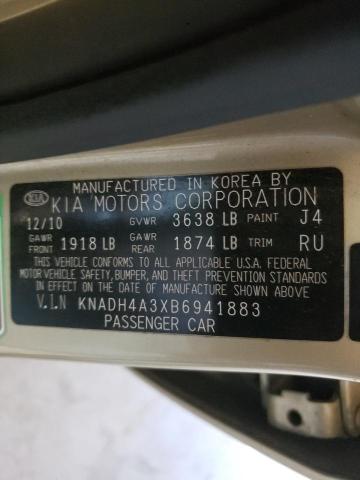 MANUFACTURED IN KOREA BY
KIA KIA MOTORS CORPORATION
12/10 GVWR 3638 LB PAINT J4
GAWR FRONT 1918 LB GAWR REAR 1874 LB TRIM RU
THIS VEHICLE CONFORMS TO ALL APPLICABLE U.S.A. FEDERAL
MOTOR VEHICLE SAFETY, BUMPER, AND THEFT PREVENTION STANDARDS
IN EFFECT ON THE DATE OF MANUFACTURE SHOWN ABOVE
V.I.N KNADH4A3XB6941883
PASSENGER CAR